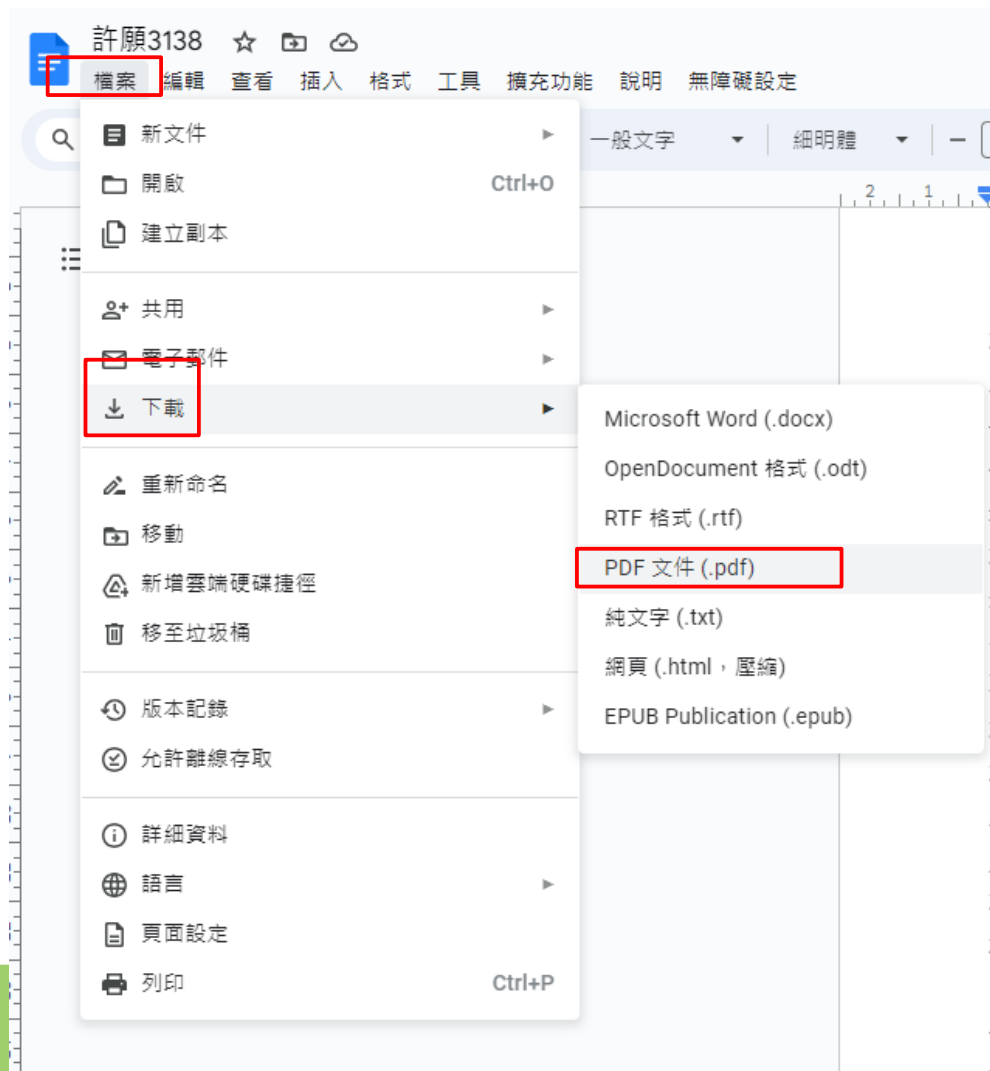 許願3138
檔案 編輯 查看 插入 格式 工具 擴充功能 說明 無障礙設定
一般文字 細明體
新文件
開啟 Ctrl+O
2 1
建立副本
共用
電子郵件
下載
Microsoft Word (.docx)
OpenDocument 格式 (.odt)
RTF 格式 (.rtf)
PDF 文件 (.pdf)
純文字 (.txt)
網頁 (.html，壓縮)
EPUB Publication (.epub)
重新命名
移動
新增雲端硬碟捷徑
移至垃圾桶
版本記錄
允許離線存取
詳細資料
語言
頁面設定
列印 Ctrl+P